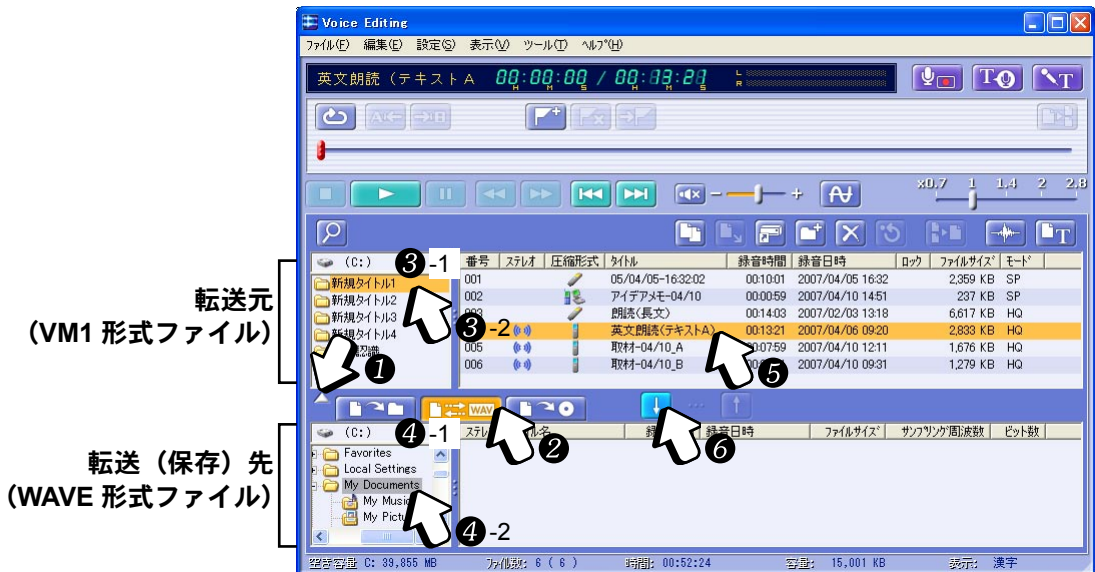 Voice Editing
ファイル(F) 編集(E) 設定(S) 表示(V) ツール(T) ヘルプ(H)
英文朗読(テキストA 00:00:00 / 00:13:21 L R
H M S H M S
T T
A B
x0.7 1 1.4 2 2.8
- +
T
転送元
(VM1 形式ファイル)
(C:) ❸-1
新規タイトル1
新規タイトル2
新規タイトル3
新規タイトル4
認識
❸-2
❶
番号 ステレオ 圧縮形式 タイトル 録音時間 録音日時 ロック ファイルサイズ モード
001 05/04/05-16:32:02 00:10:01 2007/04/05 16:32 2,359 KB SP
002 アイデアメモ-04/10 00:00:59 2007/04/10 14:51 237 KB SP
003 朗読(長文) 00:14:03 2007/02/03 13:18 6,617 KB HQ
英文朗読(テキストA) 00:13:21 2007/04/06 09:20 2,833 KB HQ
005 取材-04/10_A 00:07:59 2007/04/10 12:11 1,676 KB HQ
006 取材-04/10_B 2007/04/10 09:31 1,279 KB HQ
❺
WAV
❷
❻
転送(保存)先
(WAVE 形式ファイル)
(C:) ❹-1
Favorites
Local Settings
My Documents
My Music
My Pict
❹-2
ステレ 録音日時 ファイルサイズ サンプリング周波数 ビット数
空き容量 C: 39,855 MB ファイル数: 6 ( 6 ) 時間: 00:52:24 容量: 15,001 KB 表示: 漢字